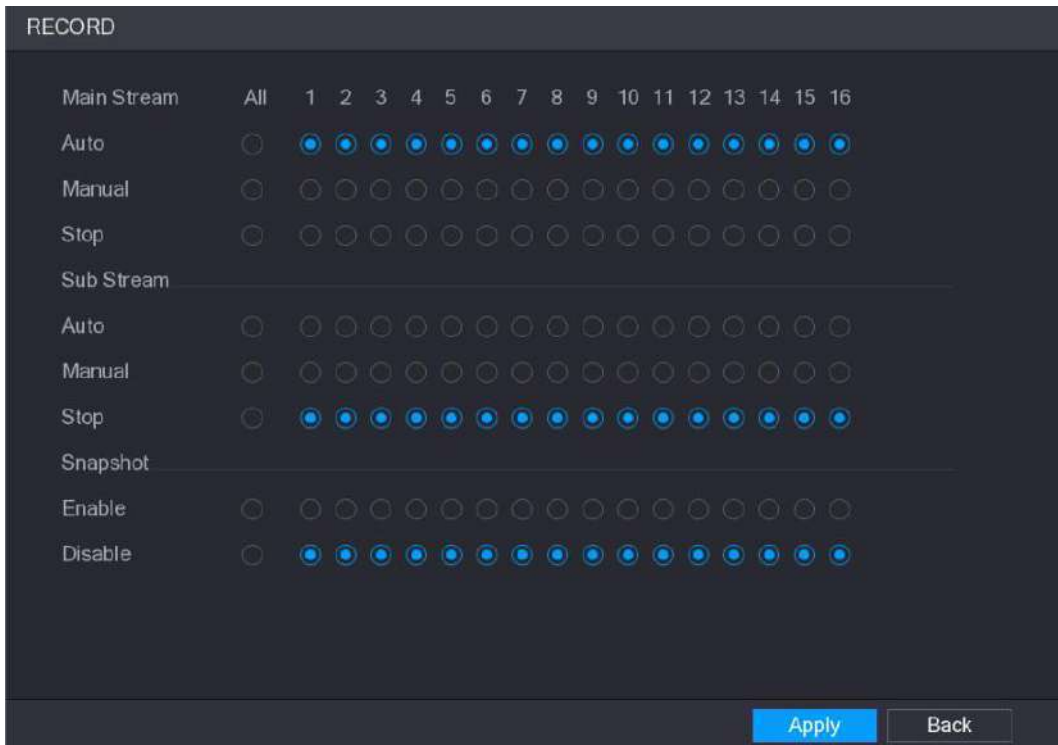 RECORD
Main Stream All 1 2 3 4 5 6 7 8 9 10 11 12 13 14 15 16
Auto
Manual
Stop
Sub Stream
Auto
Manual
Stop
Snapshot
Enable
Disable
Apply Back